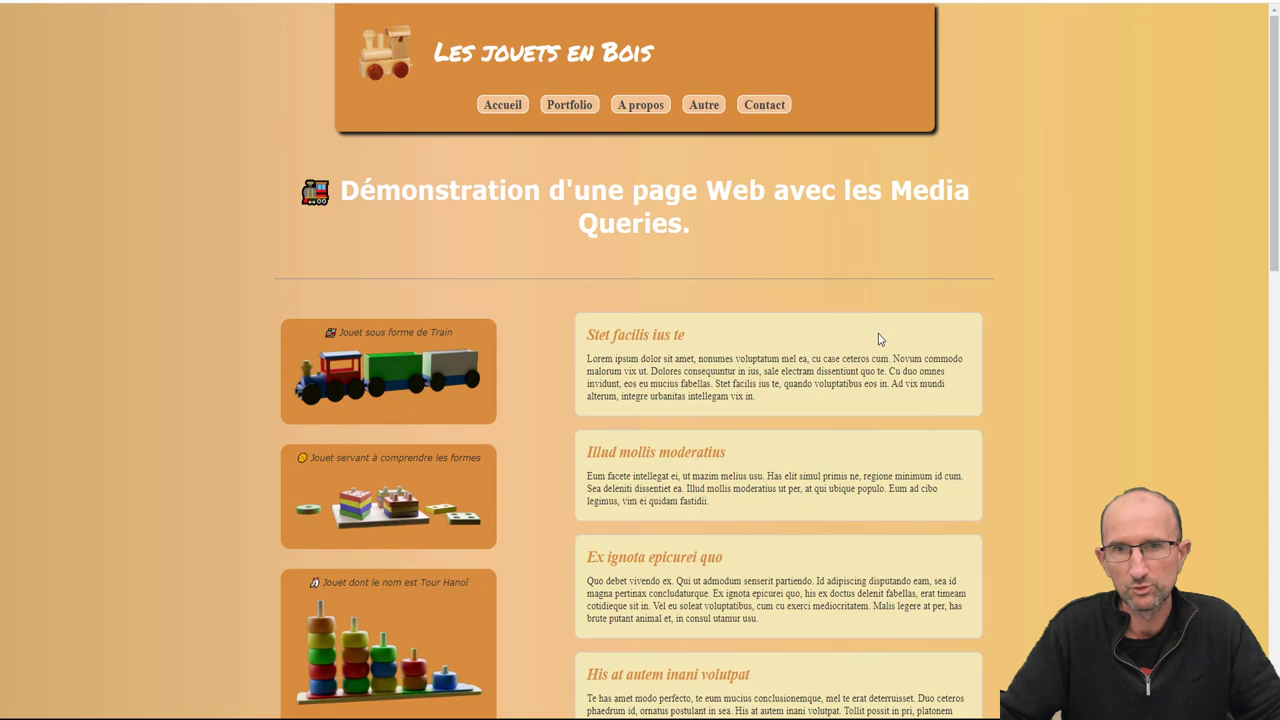 Les jouets en Bois
Accueil
Portfolio
A propos
Autre
Contact
Démonstration d'une page Web avec les Media
Queries.
Jouet sous forme de Train
Jouet servant à comprendre les formes
Jouet dont le nom est Tour Hanoï
Stet facilis ius te
Lorem ipsum dolor sit amet, nonumes voluptatum mel ea, cu case ceteros cum. Novum commodo
malorum vix ut. Dolores consequuntur in ius, sale electram dissentiunt quo te. Cu duo omnes
invidunt, eos eu mucius fabellas. Stet facilis ius te, quando voluptatibus eos in. Ad vix mundi
alterum, integre urbanitas intellegam vix in.
Illud mollis moderatius
Eum facete intellegat ei, ut mazim melius usu. Has elit simul primis ne, regione minimum id cum.
Sea deleniti dissentiet ea. Illud mollis moderatius ut per, at qui ubique populo. Eum ad cibo
legimus, vim ei quidam fastidii.
Ex ignota epicurei quo
Quo debet vivendo ex. Qui ut admodum senserit partiendo. Id adipiscing disputando eam, sea id
magna pertinax concludaturque. Ex ignota epicurei quo, his ex doctus delenit fabellas, erat timeam
cotidieque sit in. Vel eu soleat voluptatibus, cum cu exerci mediocritatem. Malis legere at per, has
brute putant animal et, in consul utamur usu.
His at autem inani volutpat
Te has amet modo perfecto, te eum mucius conclusionemque, mel te erat deterruisset. Duo ceteros
phaedrum id, ornatus postulant in sea. His at autem inani volutpat. Tollit possit in pri, platonem